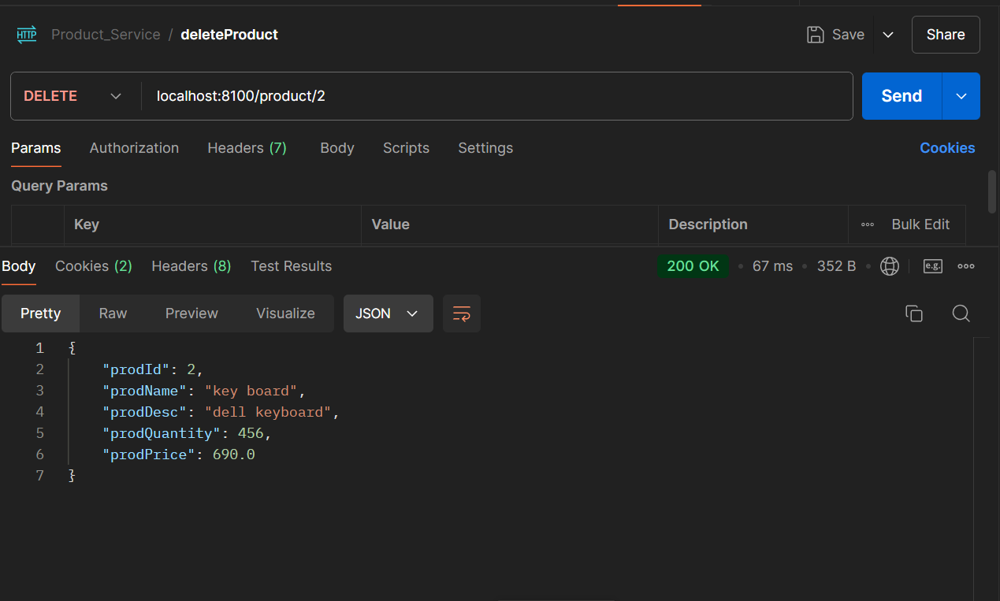 HTTP Product_Service / deleteProduct Save Share
DELETE localhost:8100/product/2 Send
Params Authorization Headers (7) Body Scripts Settings Cookies
Query Params
Key Value Description Bulk Edit
Body Cookies (2) Headers (8) Test Results 200 OK 67 ms 352 B e.g.
Pretty Raw Preview Visualize JSON
1 {
2 "prodId": 2,
3 "prodName": "key board",
4 "prodDesc": "dell keyboard",
5 "prodQuantity": 456,
6 "prodPrice": 690.0
7 }